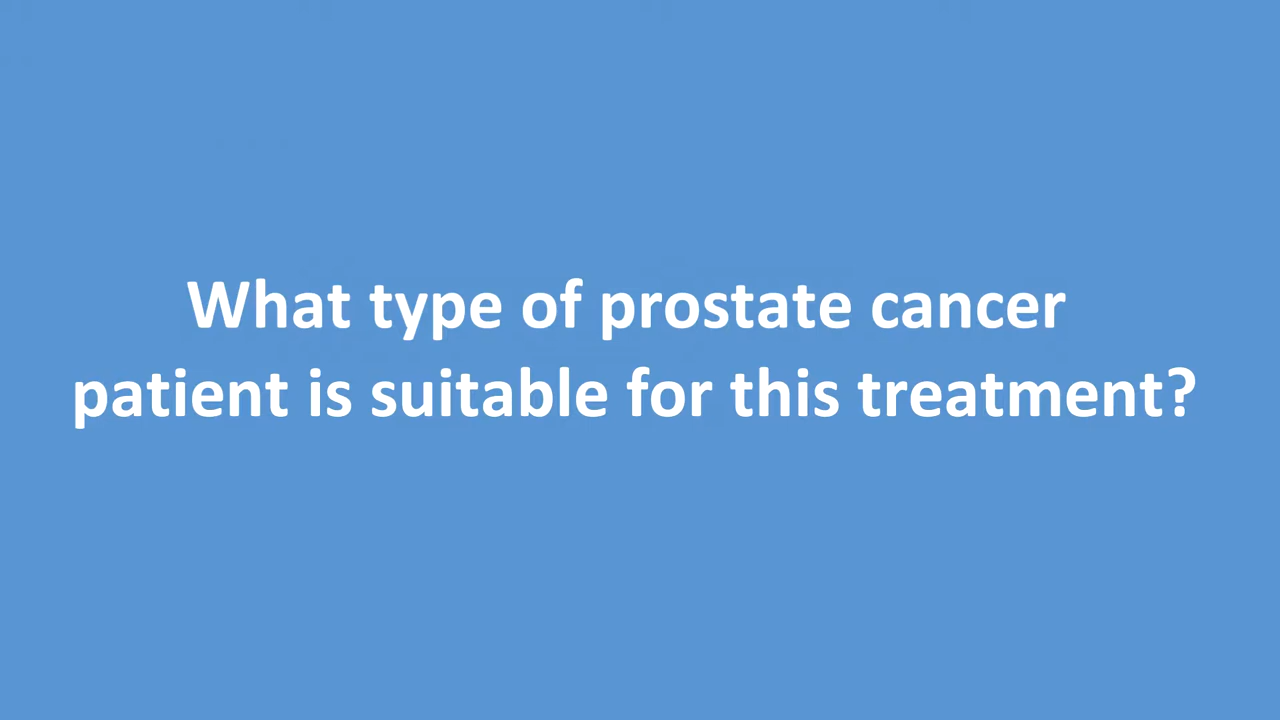 What type of prostate cancer
patient is suitable for this treatment?